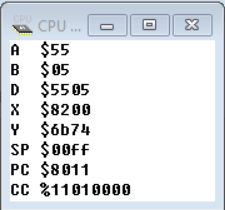 CPU ...
A $55
B $05
D $5505
X $8200
Y $6b74
SP $00ff
PC $8011
CC %11010000